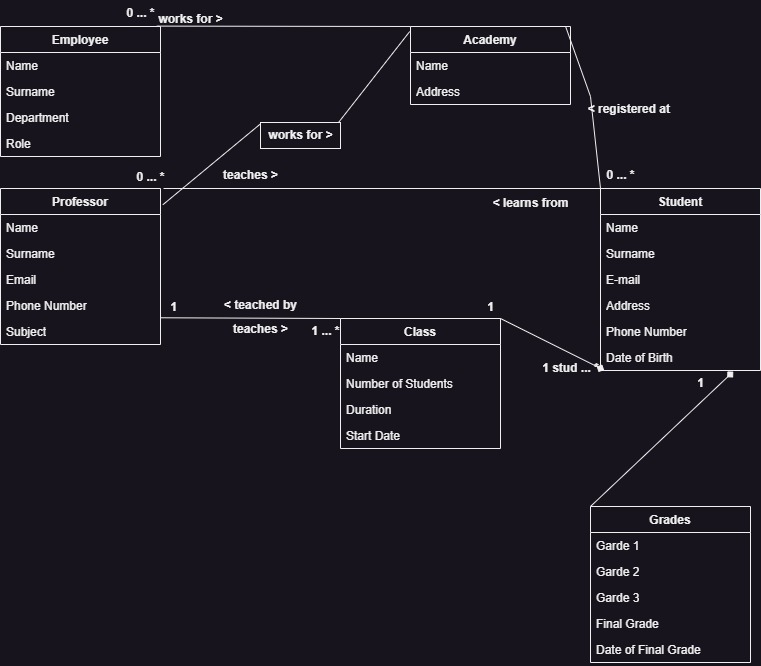 0 ... *
works for >
Employee
Name
Surname
Department
Role
Academy
Name
Address
< registered at
works for >
0 ... *
teaches >
0 ... *
< learns from
Professor
Name
Surname
Email
Phone Number
Subject
Student
Name
Surname
E-mail
Address
Phone Number
Date of Birth
1
< teached by
1
teaches >
1 ... *
Class
Name
Number of Students
Duration
Start Date
1 stud ... *
1
Grades
Garde 1
Garde 2
Garde 3
Final Grade
Date of Final Grade